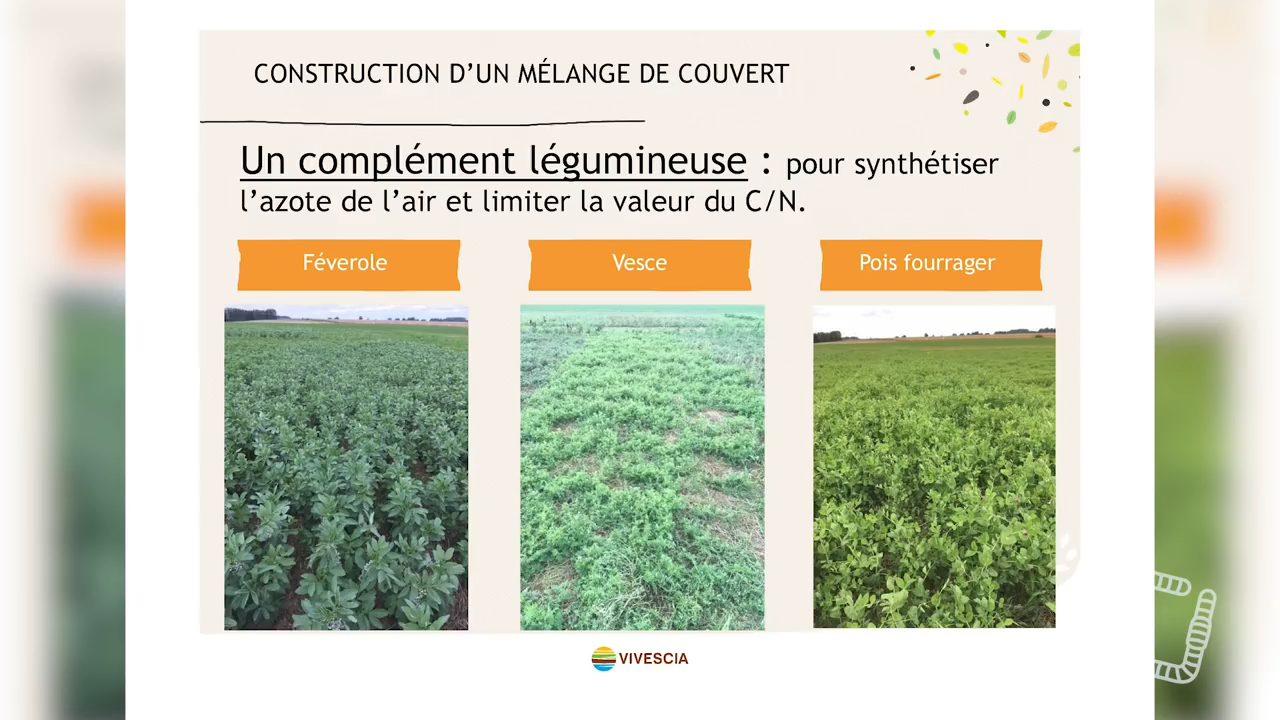 CONSTRUCTION D’UN MÉLANGE DE COUVERT
Un complément légumineuse : pour synthétiser
l’azote de l’air et limiter la valeur du C/N.
Féverole
Vesce
Pois fourrager
VIVESCIA